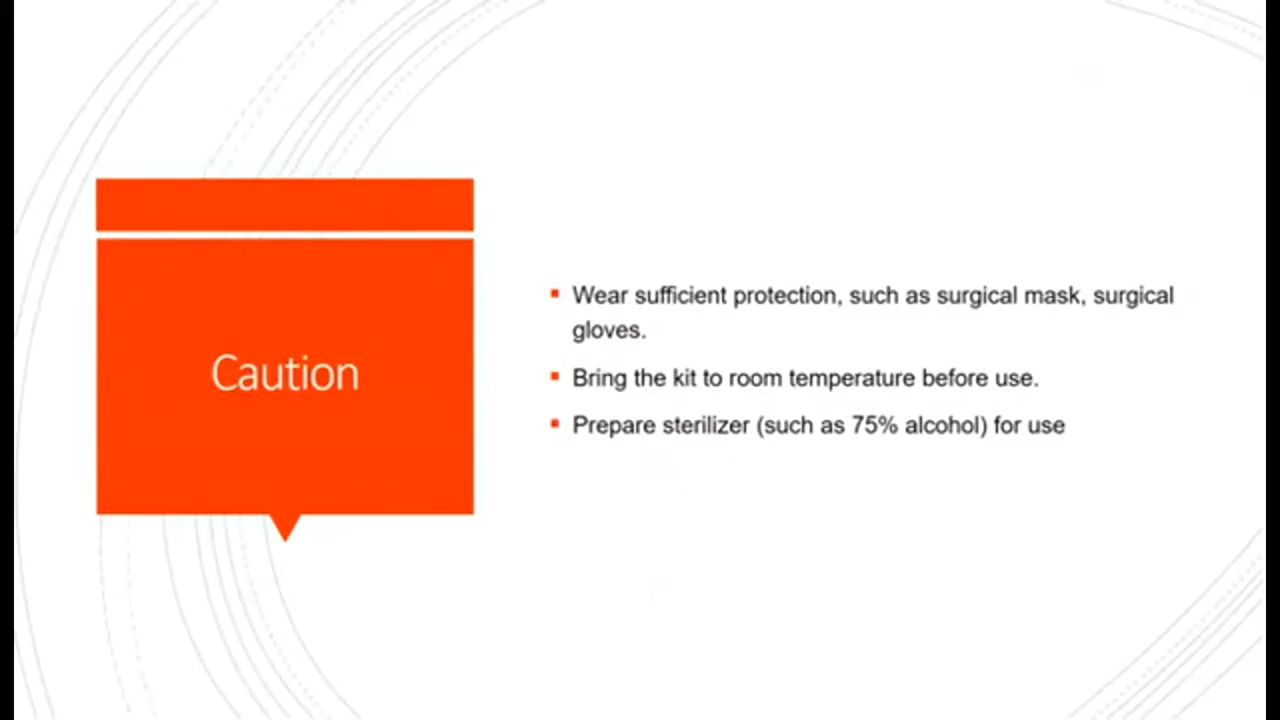 Caution
Wear sufficient protection, such as surgical mask, surgical
gloves.
Bring the kit to room temperature before use.
Prepare sterilizer (such as 75% alcohol) for use